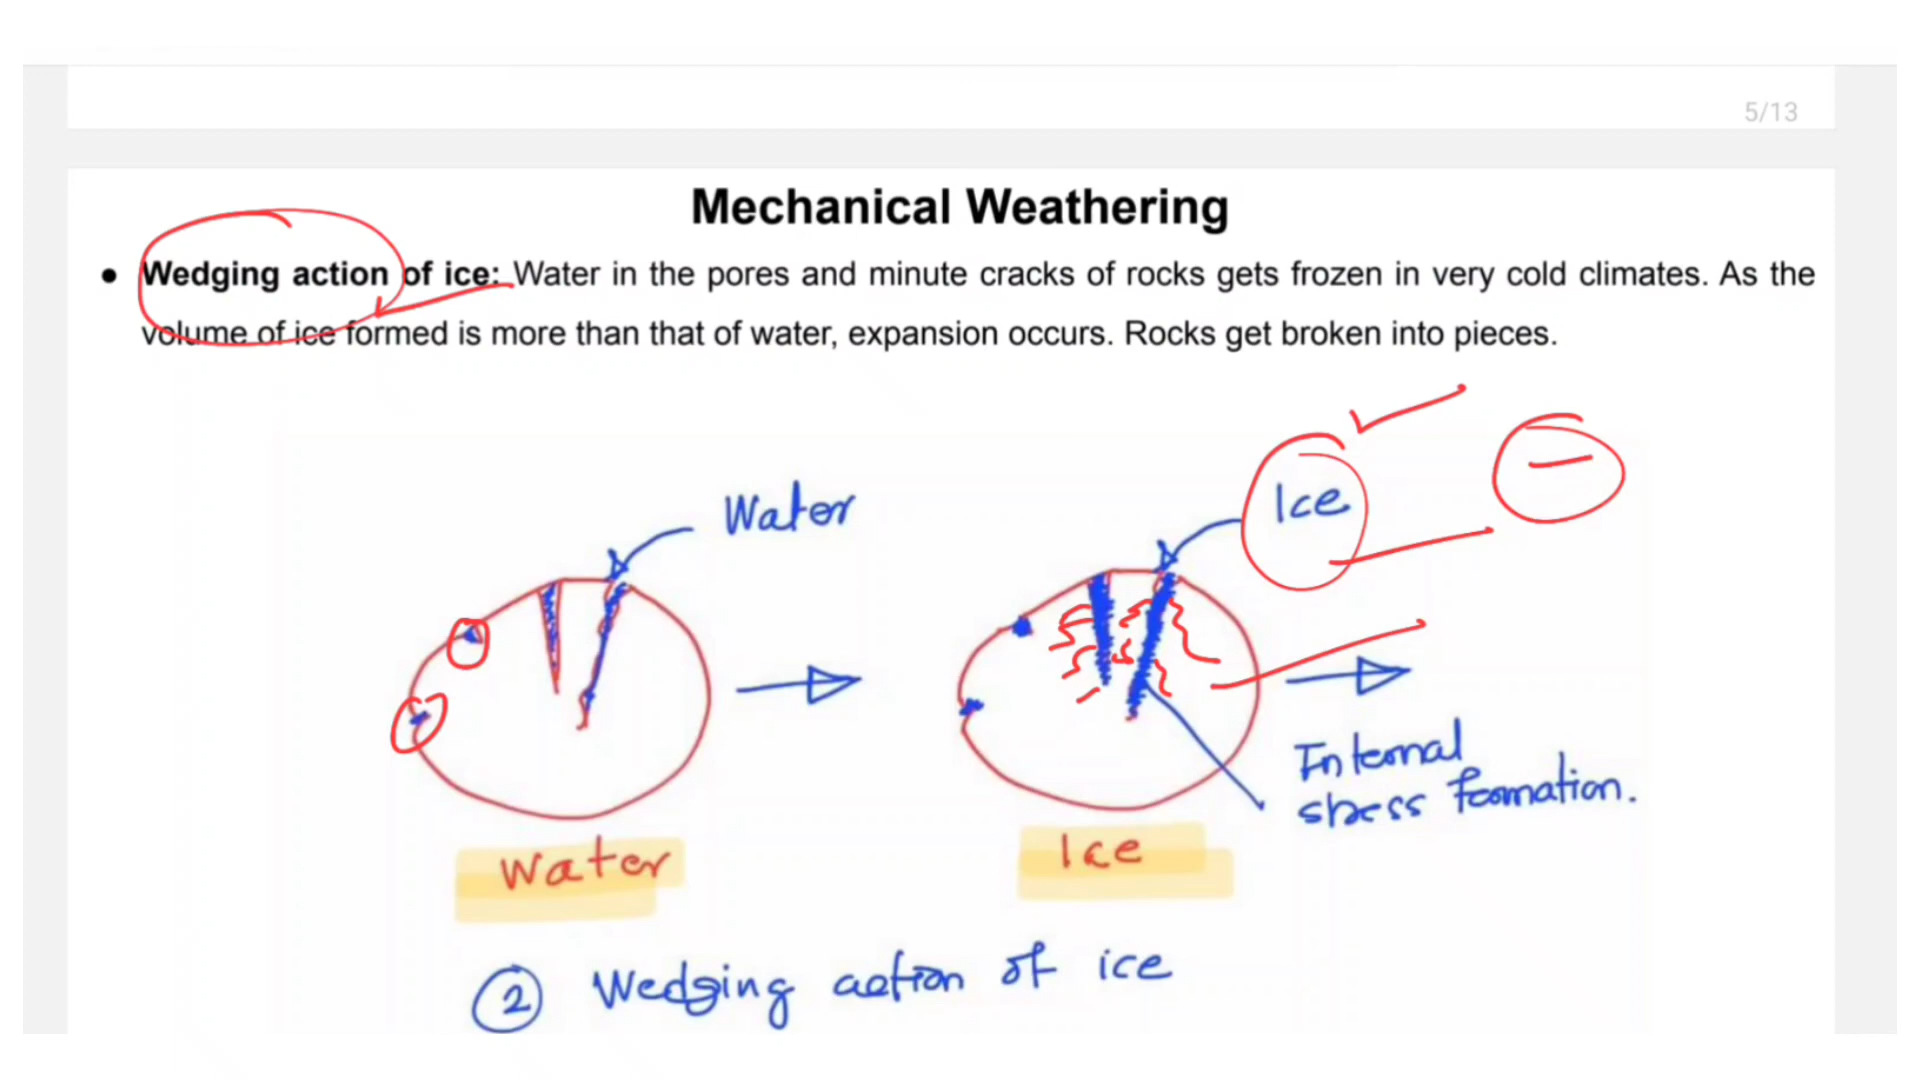 5/13
Mechanical Weathering
● Wedging action of ice: Water in the pores and minute cracks of rocks gets frozen in very cold climates. As the
volume of ice formed is more than that of water, expansion occurs. Rocks get broken into pieces.
Water
Ice
Internal
stress formation.
Water
Ice
2 Wedging action of ice